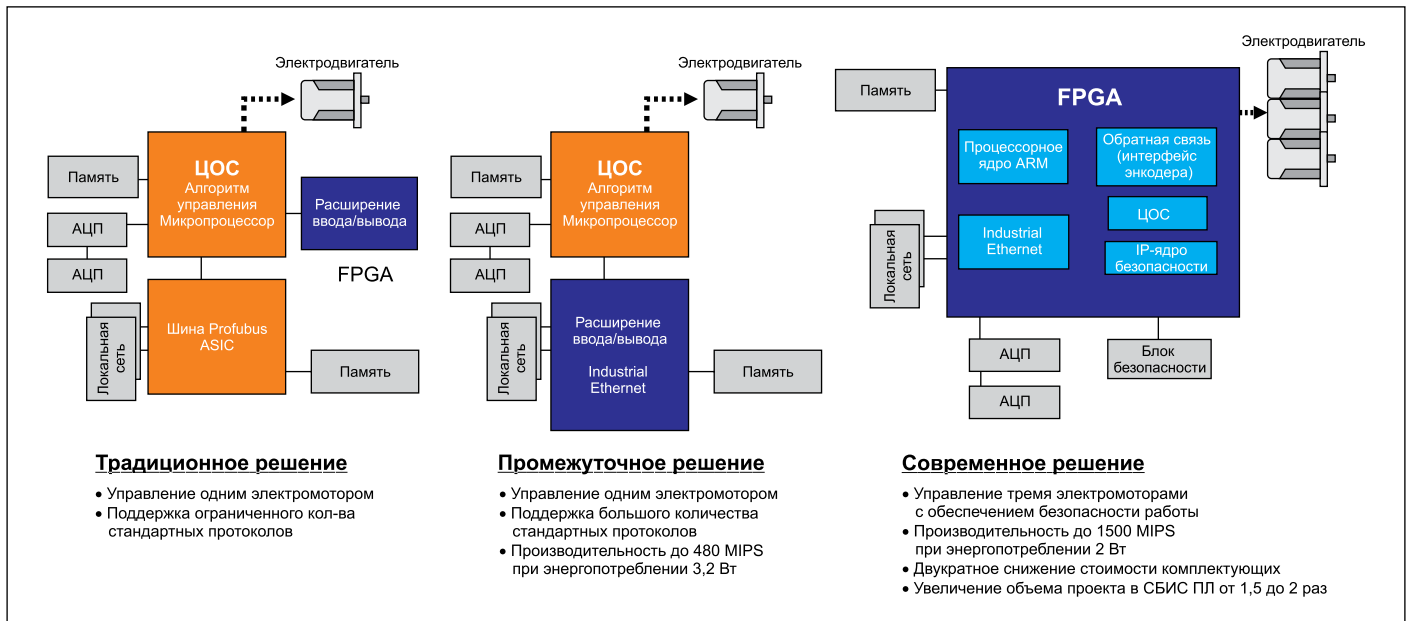 Электродвигатель
ЦОС
Алгоритм
управления
Микропроцессор
Память
АЦП
АЦП
Расширение
ввода/вывода
FPGA
Шина Profubus
ASIC
Локальная
сеть
Память
Традиционное решение
• Управление одним электромотором
• Поддержка ограниченного кол-ва
стандартных протоколов
Электродвигатель
ЦОС
Алгоритм
управления
Микропроцессор
Память
АЦП
АЦП
Расширение
ввода/вывода
Industrial
Ethernet
Локальная
сеть
Память
Промежуточное решение
• Управление одним электромотором
• Поддержка большого количества
стандартных протоколов
• Производительность до 480 MIPS
при энергопотреблении 3,2 Вт
Электродвигатель
Память
FPGA
Процессорное
ядро ARM
Обратная связь
(интерфейс
энкодера)
ЦОС
Industrial
Ethernet
IP-ядро
безопасности
Локальная
сеть
АЦП
АЦП
Блок
безопасности
Современное решение
• Управление тремя электромоторами
с обеспечением безопасности работы
• Производительность до 1500 MIPS
при энергопотреблении 2 Вт
• Двукратное снижение стоимости комплектующих
• Увеличение объема проекта в СБИС ПЛ от 1,5 до 2 раз